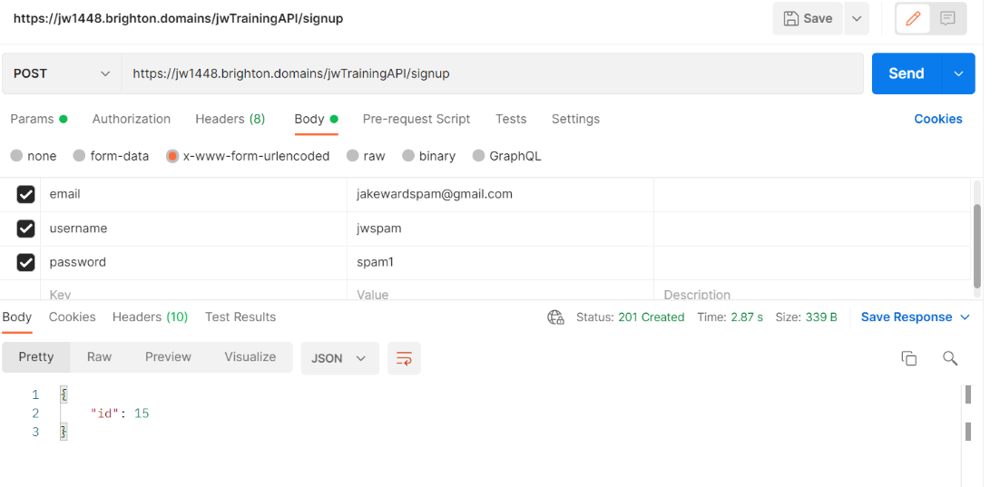 https://jw1448.brighton.domains/jwTrainingAPI/signup Save
POST https://jw1448.brighton.domains/jwTrainingAPI/signup Send
Params Authorization Headers (8) Body Pre-request Script Tests Settings Cookies
none form-data x-www-form-urlencoded raw binary GraphQL
email jakewardspam@gmail.com
username jwspam
password spam1
Key Value Description
Body Cookies Headers (10) Test Results Status: 201 Created Time: 2.87 s Size: 339 B Save Response
Pretty Raw Preview Visualize JSON
1 {
2 "id": 15
3 }